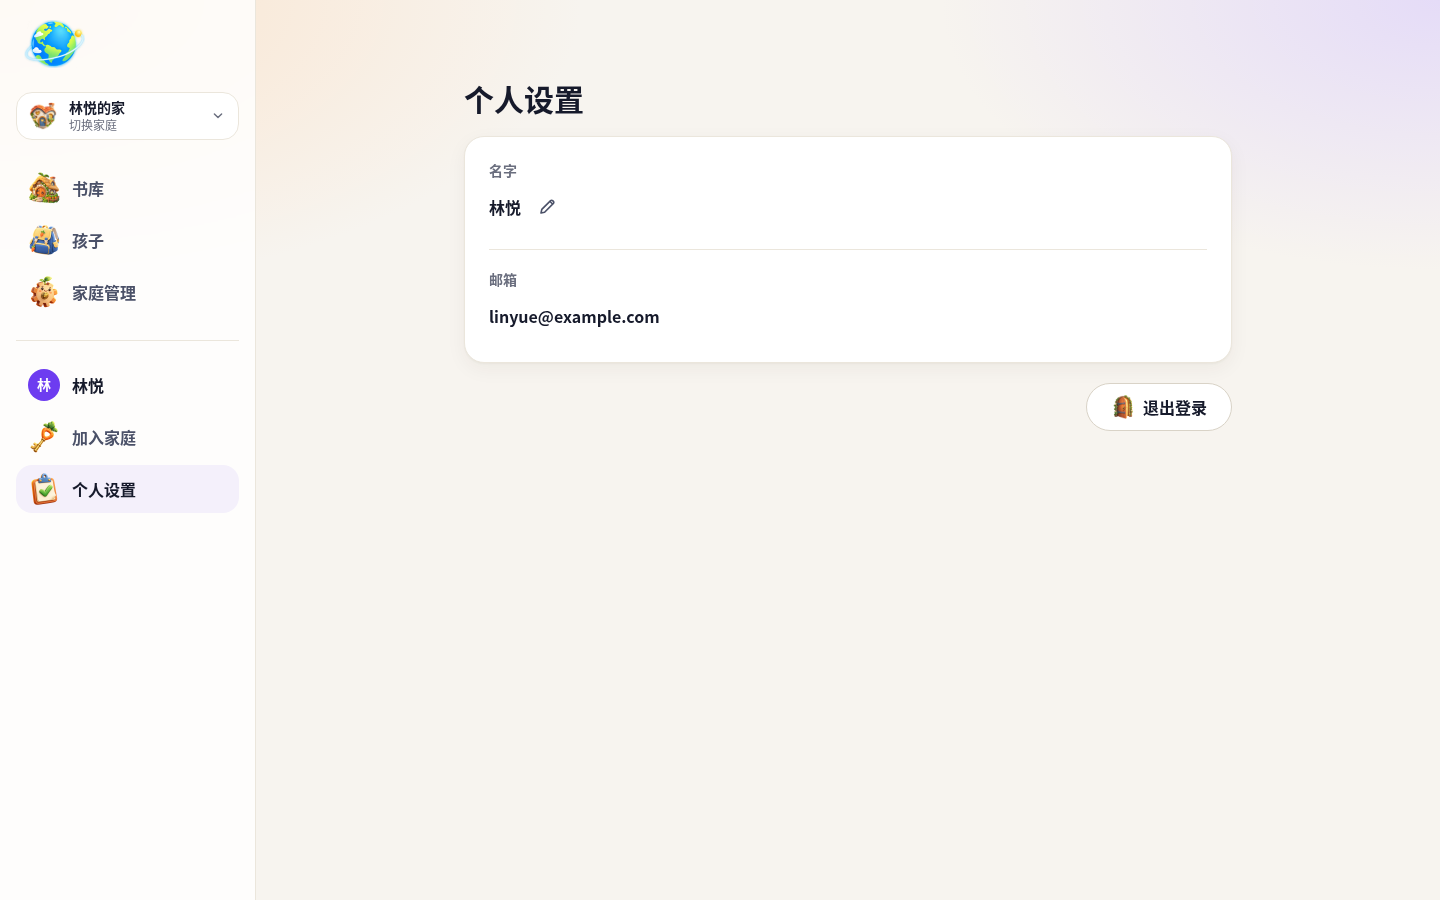 林悦的家
切换家庭
书库
孩子
家庭管理
林
林悦
加入家庭
个人设置
个人设置
名字
林悦
邮箱
linyue@example.com
退出登录